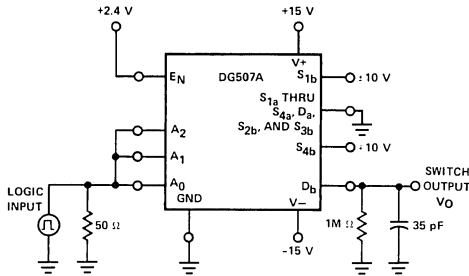 +2.4 V
+15 V
V+
EN
DG507A
S1b
±10 V
S1a THRU
S4a, Da,
S2b, AND S3b
A2
A1
S4b
±10 V
LOGIC
INPUT
A0
GND
Db
SWITCH
OUTPUT
VO
V−
50 Ω
1M Ω
35 pF
-15 V